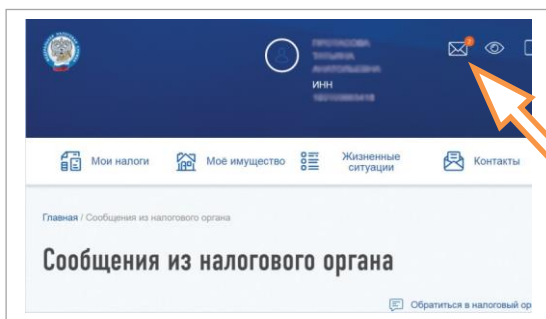 2
ИНН
Мои налоги
Моё имущество
Жизненные
ситуации
Контакты
Главная / Сообщения из налогового органа
Сообщения из налогового органа
Обратиться в налоговый ор